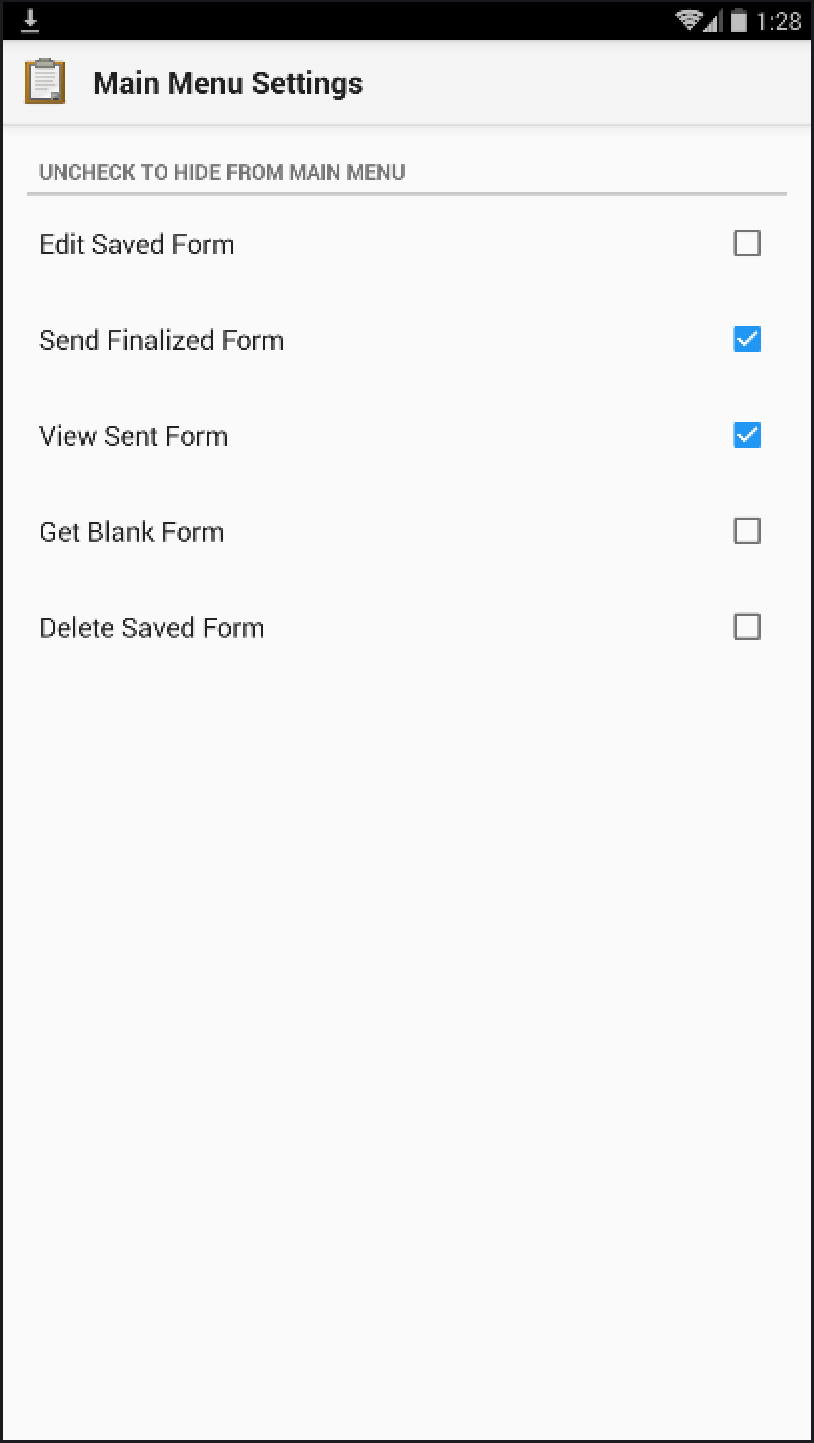 1:28
Main Menu Settings
UNCHECK TO HIDE FROM MAIN MENU
Edit Saved Form
Send Finalized Form
View Sent Form
Get Blank Form
Delete Saved Form